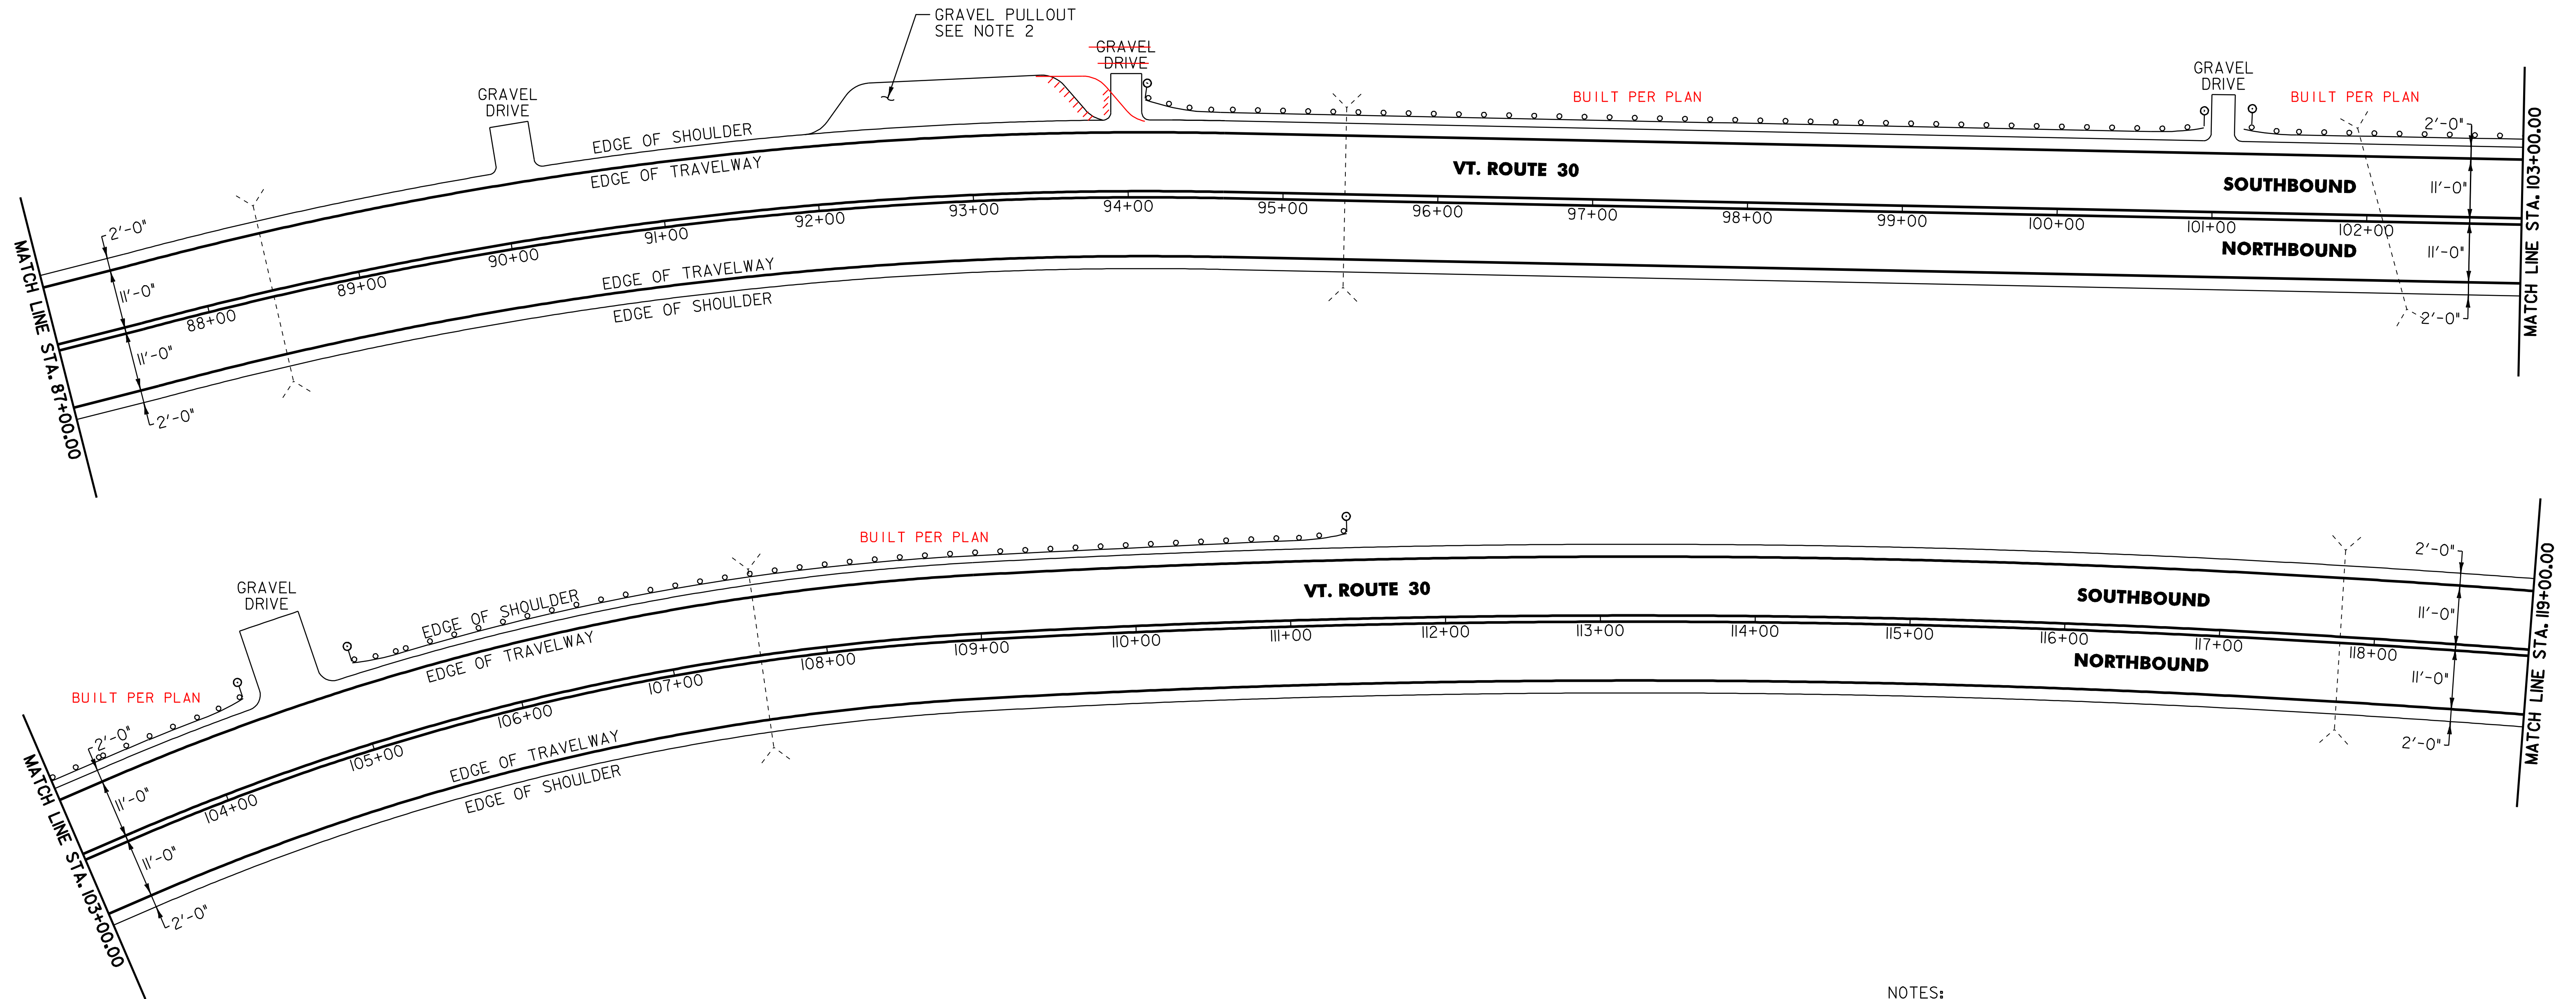 GRAVEL PULLOUT
SEE NOTE 2
GRAVEL
DRIVE
GRAVEL
DRIVE
GRAVEL
DRIVE
BUILT PER PLAN
BUILT PER PLAN
EDGE OF SHOULDER
EDGE OF TRAVELWAY
VT. ROUTE 30
SOUTHBOUND
NORTHBOUND
2'-0"
11'-0"
11'-0"
2'-0"
2'-0"
11'-0"
11'-0"
2'-0"
88+00
89+00
90+00
91+00
92+00
93+00
94+00
95+00
96+00
97+00
98+00
99+00
100+00
101+00
102+00
EDGE OF TRAVELWAY
EDGE OF SHOULDER
MATCH LINE STA. 87+00.00
MATCH LINE STA. 103+00.00
BUILT PER PLAN
GRAVEL
DRIVE
BUILT PER PLAN
EDGE OF SHOULDER
EDGE OF TRAVELWAY
VT. ROUTE 30
SOUTHBOUND
NORTHBOUND
2'-0"
11'-0"
11'-0"
2'-0"
2'-0"
11'-0"
11'-0"
2'-0"
104+00
105+00
106+00
107+00
108+00
109+00
110+00
111+00
112+00
113+00
114+00
115+00
116+00
117+00
118+00
EDGE OF TRAVELWAY
EDGE OF SHOULDER
MATCH LINE STA. 103+00.00
MATCH LINE STA. 119+00.00
NOTES: